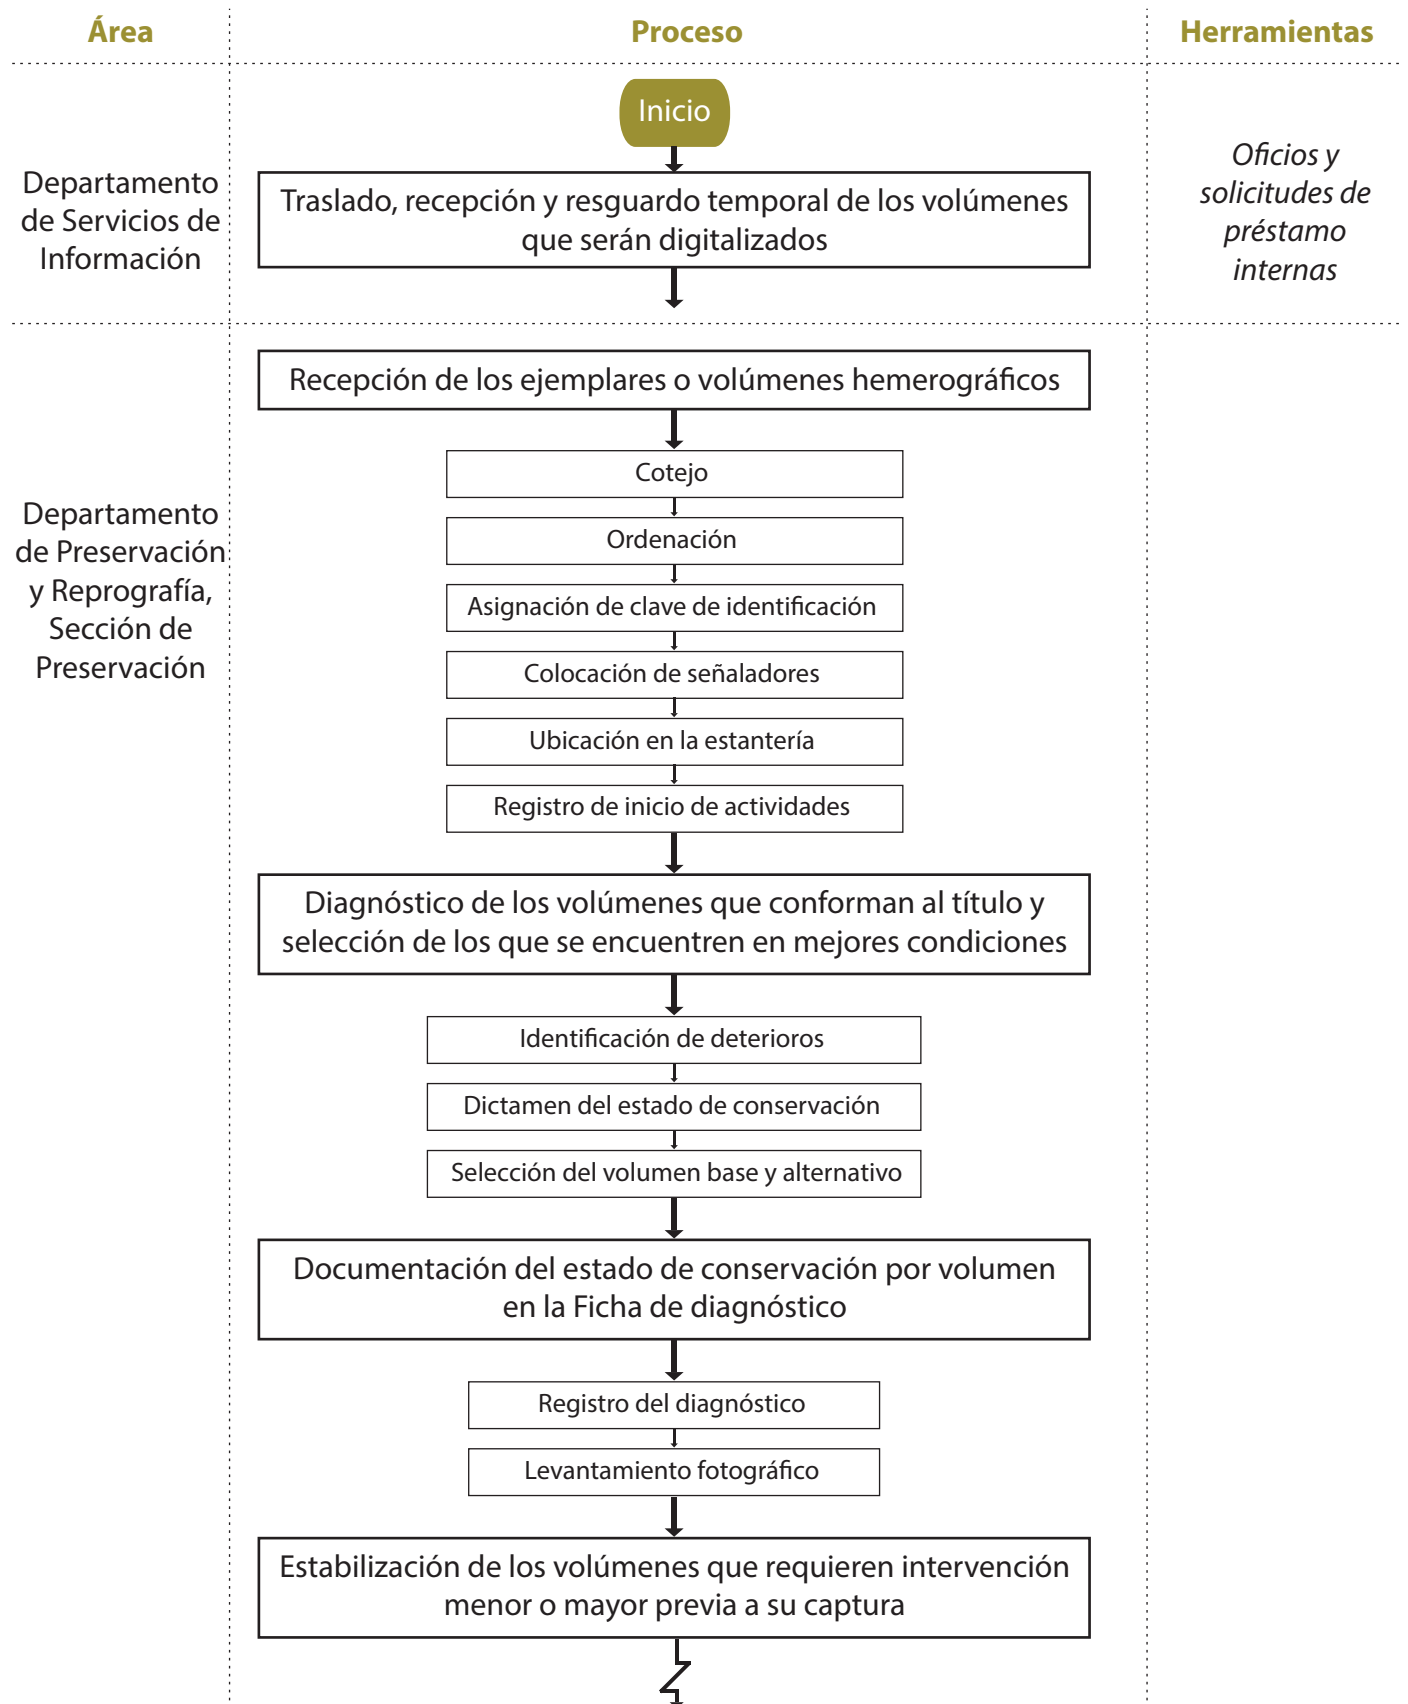 Área
Proceso
Herramientas
Inicio
Departamento
de Servicios de
Información
Traslado, recepción y resguardo temporal de los volúmenes
que serán digitalizados
Oficios y
solicitudes de
préstamo
internas
Departamento
de Preservación
y Reprografía,
Sección de
Preservación
Recepción de los ejemplares o volúmenes hemerográficos
Cotejo
Ordenación
Asignación de clave de identificación
Colocación de señaladores
Ubicación en la estantería
Registro de inicio de actividades
Diagnóstico de los volúmenes que conforman al título y
selección de los que se encuentren en mejores condiciones
Identificación de deterioros
Dictamen del estado de conservación
Selección del volumen base y alternativo
Documentación del estado de conservación por volumen
en la Ficha de diagnóstico
Registro del diagnóstico
Levantamiento fotográfico
Estabilización de los volúmenes que requieren intervención
menor o mayor previa a su captura